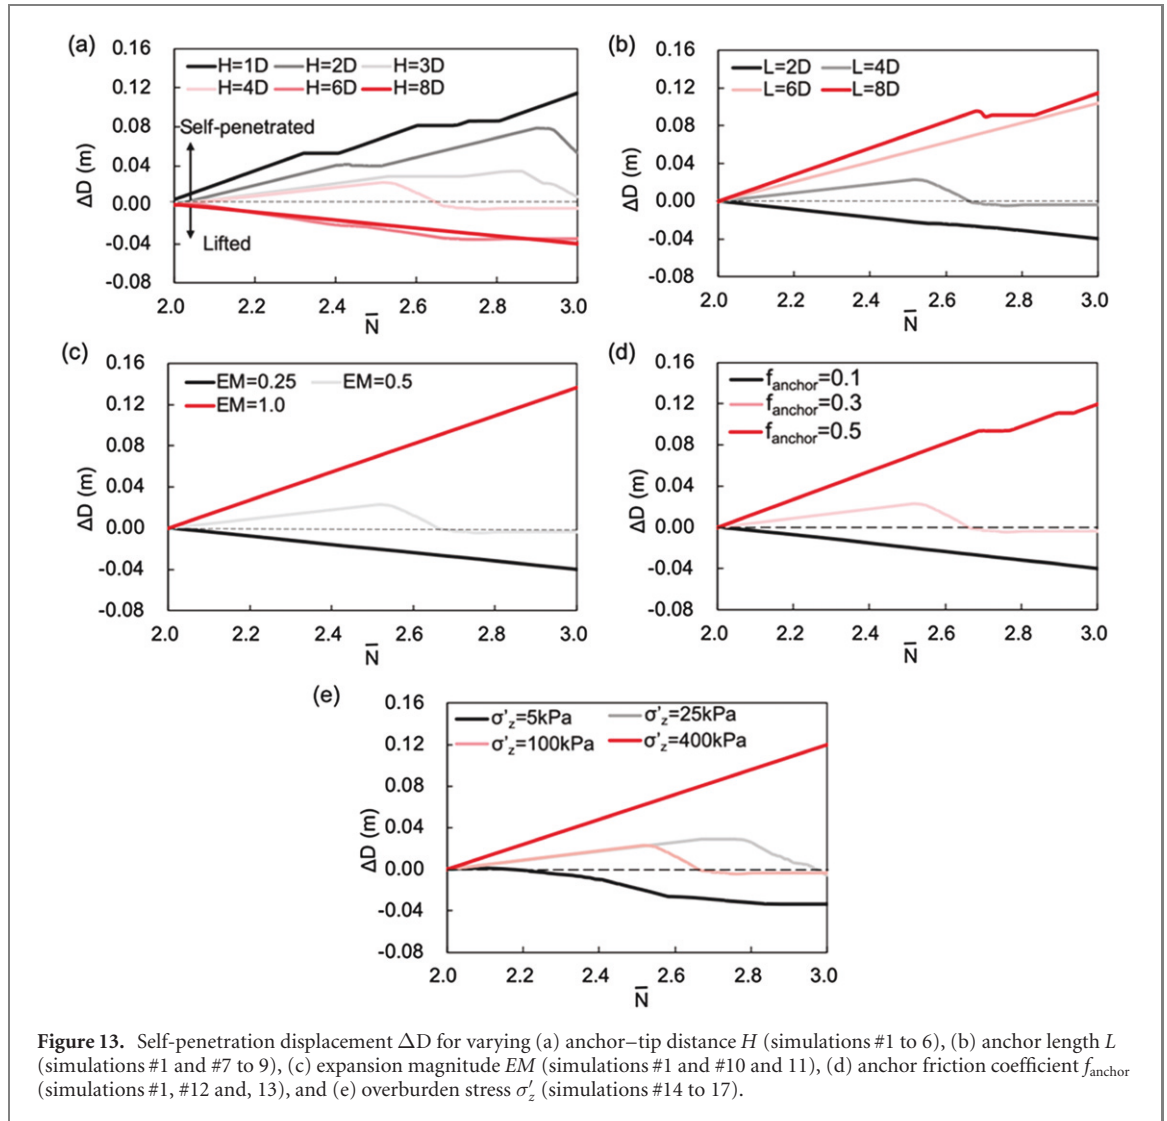 (a)
0.16
0.12
0.08
0.04
0.00
-0.04
-0.08
ΔD (m)
H=1D H=2D H=3D
H=4D H=6D H=8D
Self-penetrated
Lifted
2.0 2.2 2.4 2.6 2.8 3.0
N̅
(b)
0.16
0.12
0.08
0.04
0.00
-0.04
-0.08
ΔD (m)
L=2D L=4D
L=6D L=8D
2.0 2.2 2.4 2.6 2.8 3.0
N̅
(c)
0.16
0.12
0.08
0.04
0.00
-0.04
-0.08
ΔD (m)
EM=0.25 EM=0.5
EM=1.0
2.0 2.2 2.4 2.6 2.8 3.0
N̅
(d)
0.16
0.12
0.08
0.04
0.00
-0.04
-0.08
ΔD (m)
f_anchor=0.1
f_anchor=0.3
f_anchor=0.5
2.0 2.2 2.4 2.6 2.8 3.0
N̅
(e)
0.16
0.12
0.08
0.04
0.00
-0.04
-0.08
ΔD (m)
σ'z=5kPa σ'z=25kPa
σ'z=100kPa σ'z=400kPa
2.0 2.2 2.4 2.6 2.8 3.0
N̅
Figure 13. Self-penetration displacement ΔD for varying (a) anchor–tip distance H (simulations #1 to 6), (b) anchor length L
(simulations #1 and #7 to 9), (c) expansion magnitude EM (simulations #1 and #10 and 11), (d) anchor friction coefficient f_anchor
(simulations #1, #12 and, 13), and (e) overburden stress σ′z (simulations #14 to 17).